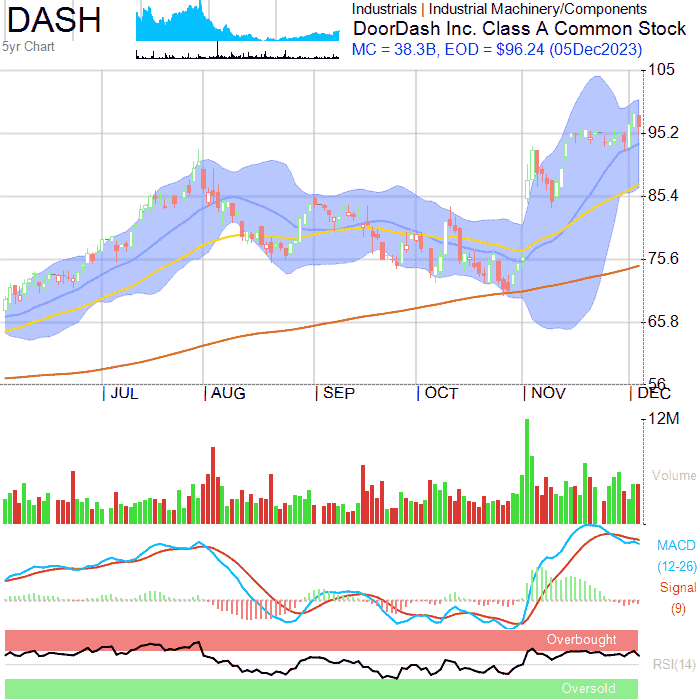 DASH
5yr Chart
Industrials | Industrial Machinery/Components
DoorDash Inc. Class A Common Stock
MC = 38.3B, EOD = $96.24 (05Dec2023)
105
95.2
85.4
75.6
65.8
56
JUL
AUG
SEP
OCT
NOV
DEC
12M
Volume
MACD
(12-26)
Signal
(9)
Overbought
RSI(14)
Oversold